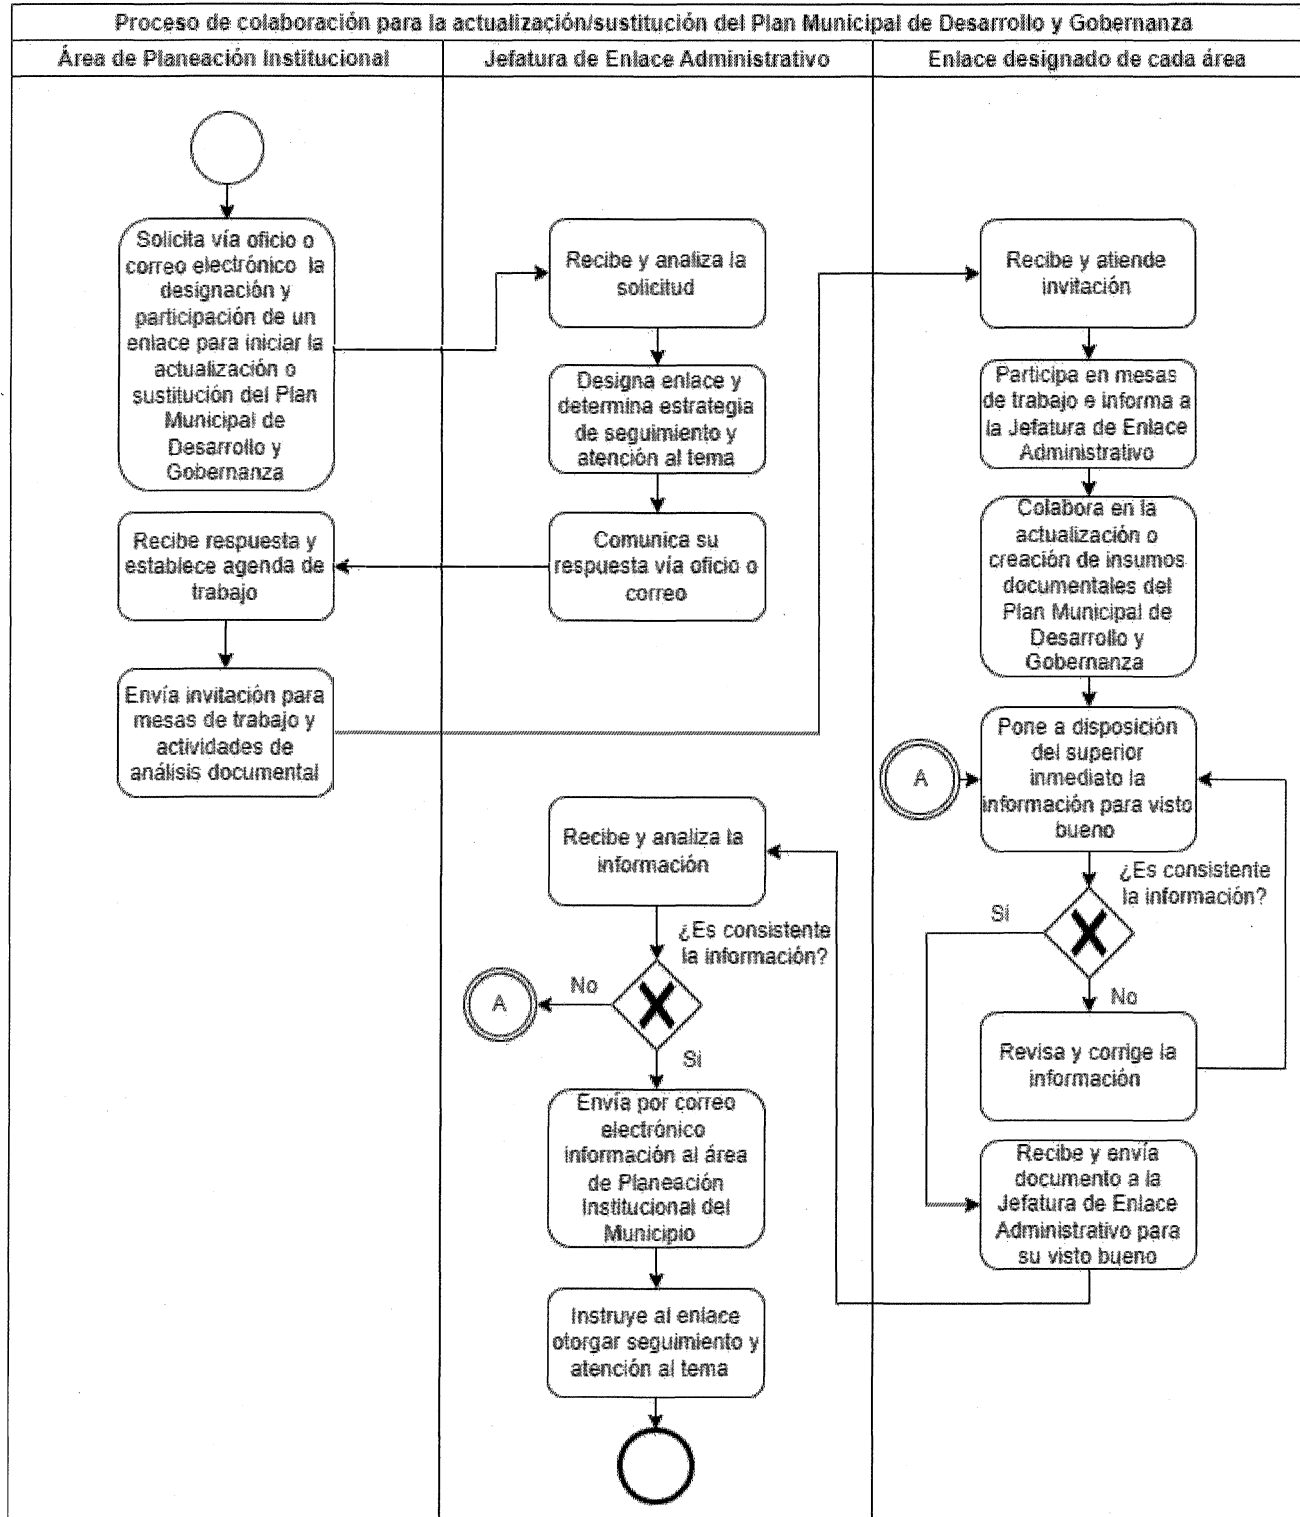 Proceso de colaboración para la actualización/sustitución del Plan Municipal de Desarrollo y Gobernanza
Área de Planeación Institucional
Jefatura de Enlace Administrativo
Enlace designado de cada área
Solicita vía oficio o
correo electrónico la
designación y
participación de un
enlace para iniciar la
actualización o
sustitución del Plan
Municipal de
Desarrollo y
Gobernanza
Recibe y analiza la
solicitud
Designa enlace y
determina estrategia
de seguimiento y
atención al tema
Comunica su
respuesta vía oficio o
correo
Recibe respuesta y
establece agenda de
trabajo
Envía invitación para
mesas de trabajo y
actividades de
análisis documental
Recibe y atiende
invitación
Participa en mesas
de trabajo e informa a
la Jefatura de Enlace
Administrativo
Colabora en la
actualización o
creación de insumos
documentales del
Plan Municipal de
Desarrollo y
Gobernanza
A
Pone a disposición
del superior
inmediato la
información para visto
bueno
¿Es consistente
la información?
Sí
No
Revisa y corrige la
información
Recibe y envía
documento a la
Jefatura de Enlace
Administrativo para
su visto bueno
Recibe y analiza la
información
¿Es consistente
la información?
No
A
Sí
Envía por correo
electrónico
información al área
de Planeación
Institucional del
Municipio
Instruye al enlace
otorgar seguimiento y
atención al tema